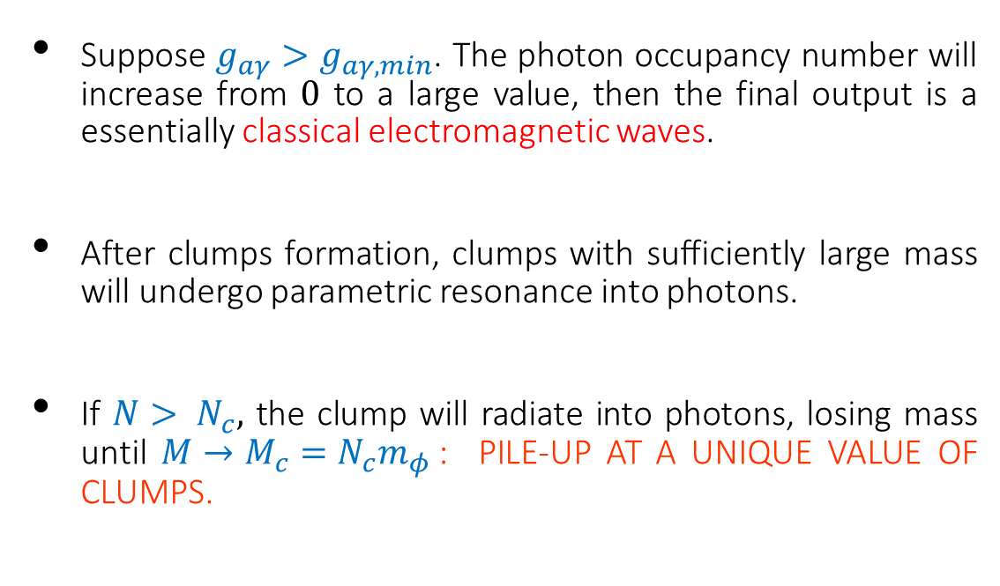 • Suppose $g_{a\gamma} > g_{a\gamma,min}$. The photon occupancy number will
increase from 0 to a large value, then the final output is a
essentially classical electromagnetic waves.
• After clumps formation, clumps with sufficiently large mass
will undergo parametric resonance into photons.
• If $N > N_c$, the clump will radiate into photons, losing mass
until $M \rightarrow M_c = N_c m_\phi$ : PILE-UP AT A UNIQUE VALUE OF
CLUMPS.